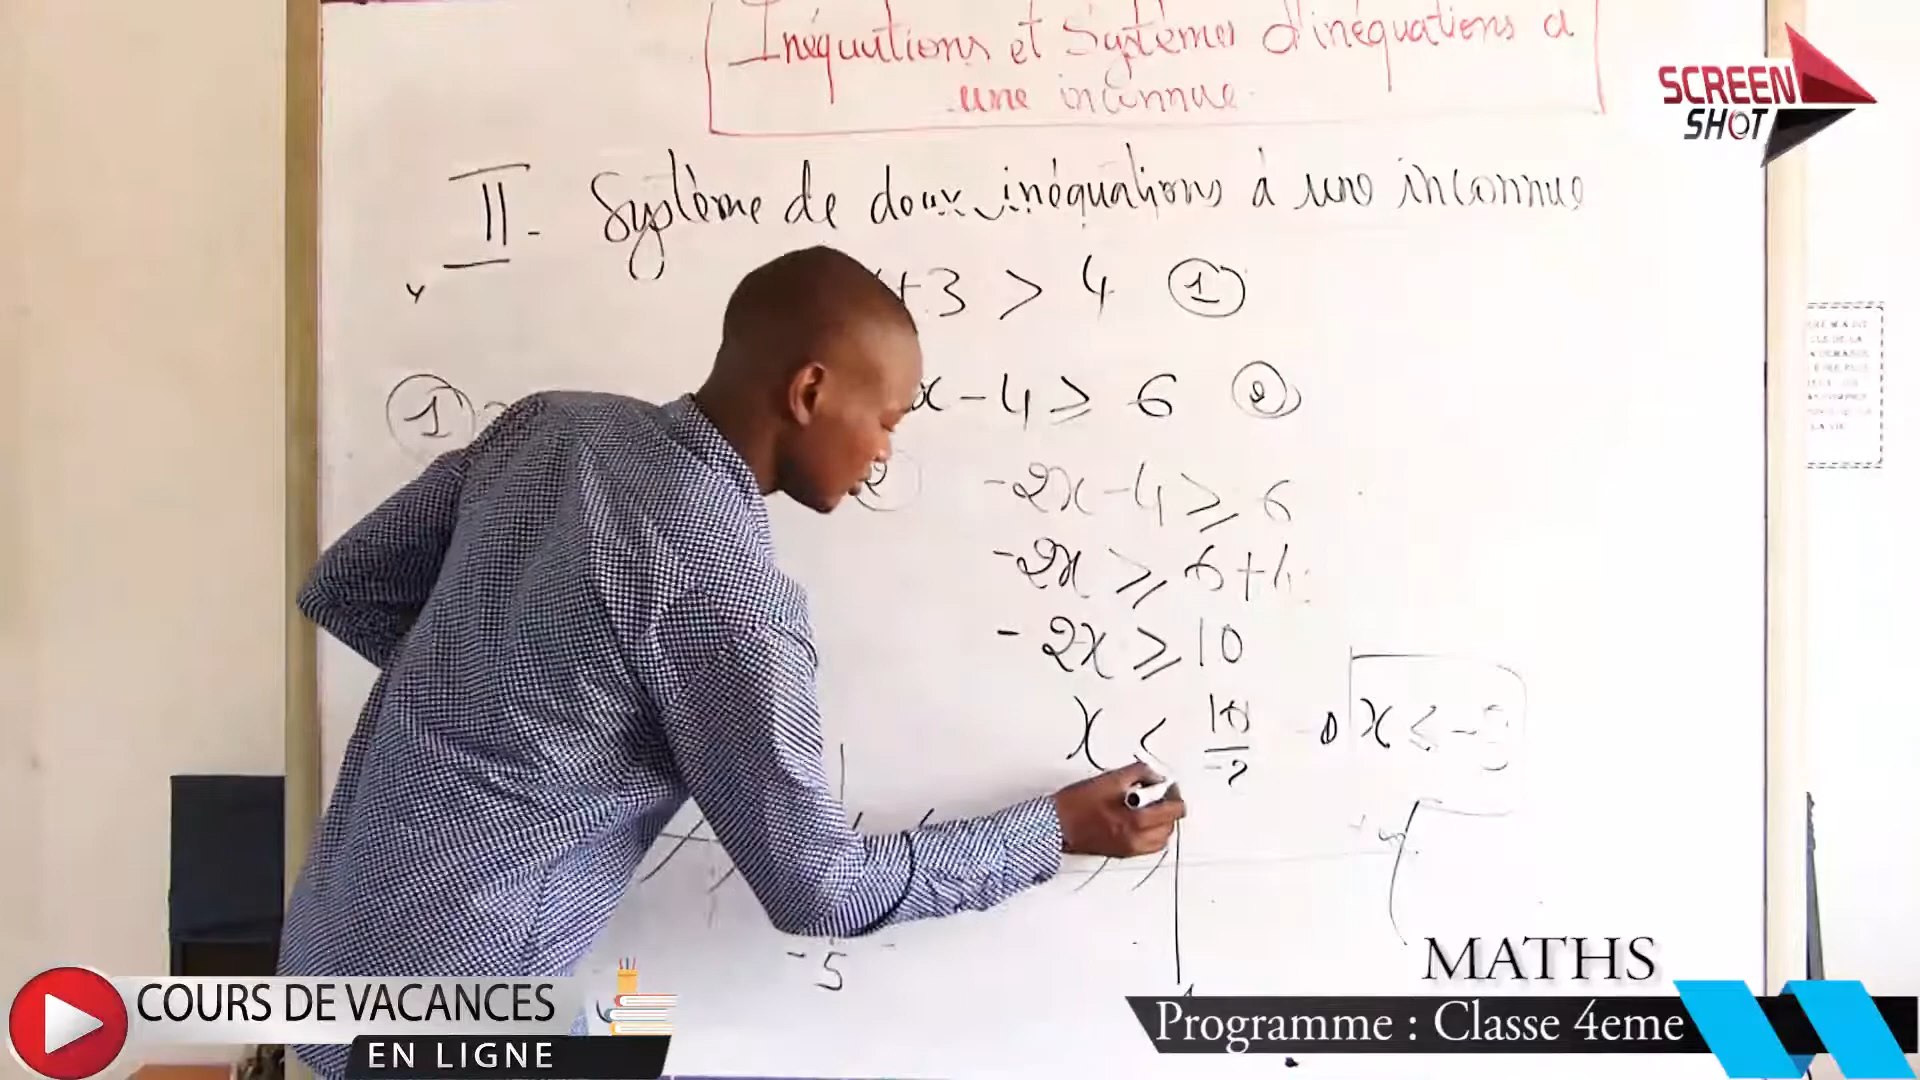 Inéquations et Systèmes d'inéquations a
une inconnue
II. Système de deux inéquations à une inconnue
+3 > 4 ①
x - 4 ≥ 6 ②
①
② -2x - 4 ≥ 6
-2x ≥ 6 + 4
-2x ≥ 10
x ≤ 10/-2 x ≤ -5
-5
SCREEN
SHOT
MATHS
Programme : Classe 4eme
COURS DE VACANCES
EN LIGNE